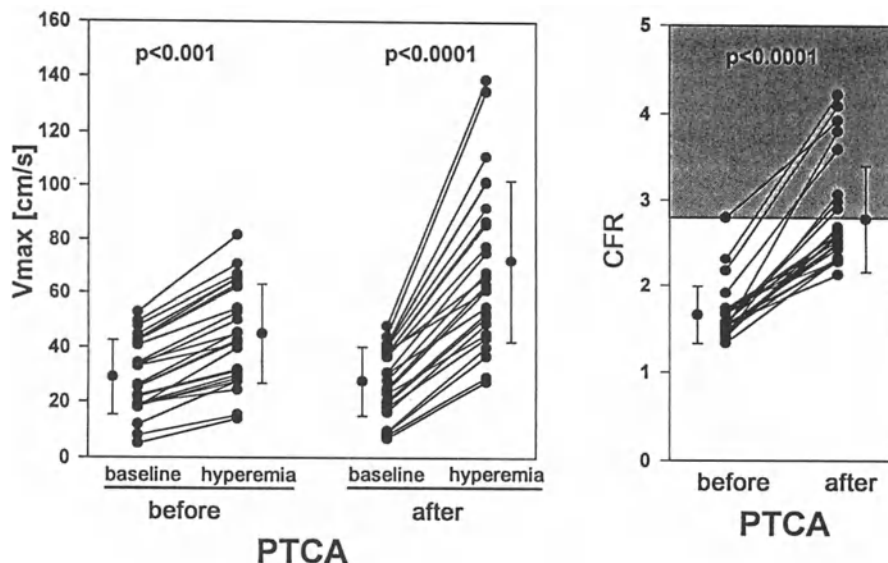 160
140
120
100
80
60
40
20
0
Vmax [cm/s]
p<0.001
p<0.0001
baseline hyperemia
baseline hyperemia
before
after
PTCA
5
4
3
2
1
0
CFR
p<0.0001
before after
PTCA